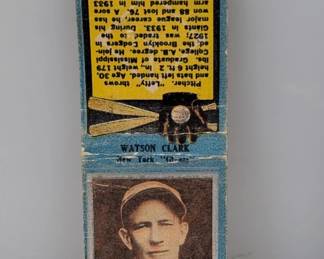 Pitcher. "Lefty" throws
and bats left handed. Age 30,
height 6 ft. 2 in., weight 179
lbs. Graduate of Mississippi
College, A.B. degree. He join-
ed the Brooklyn Dodgers in
1927; was traded to the
Giants in 1933. During his
major league career, he has
won 88 and lost 76. Sore
arm hampered him in 1933
WATSON CLARK
New York